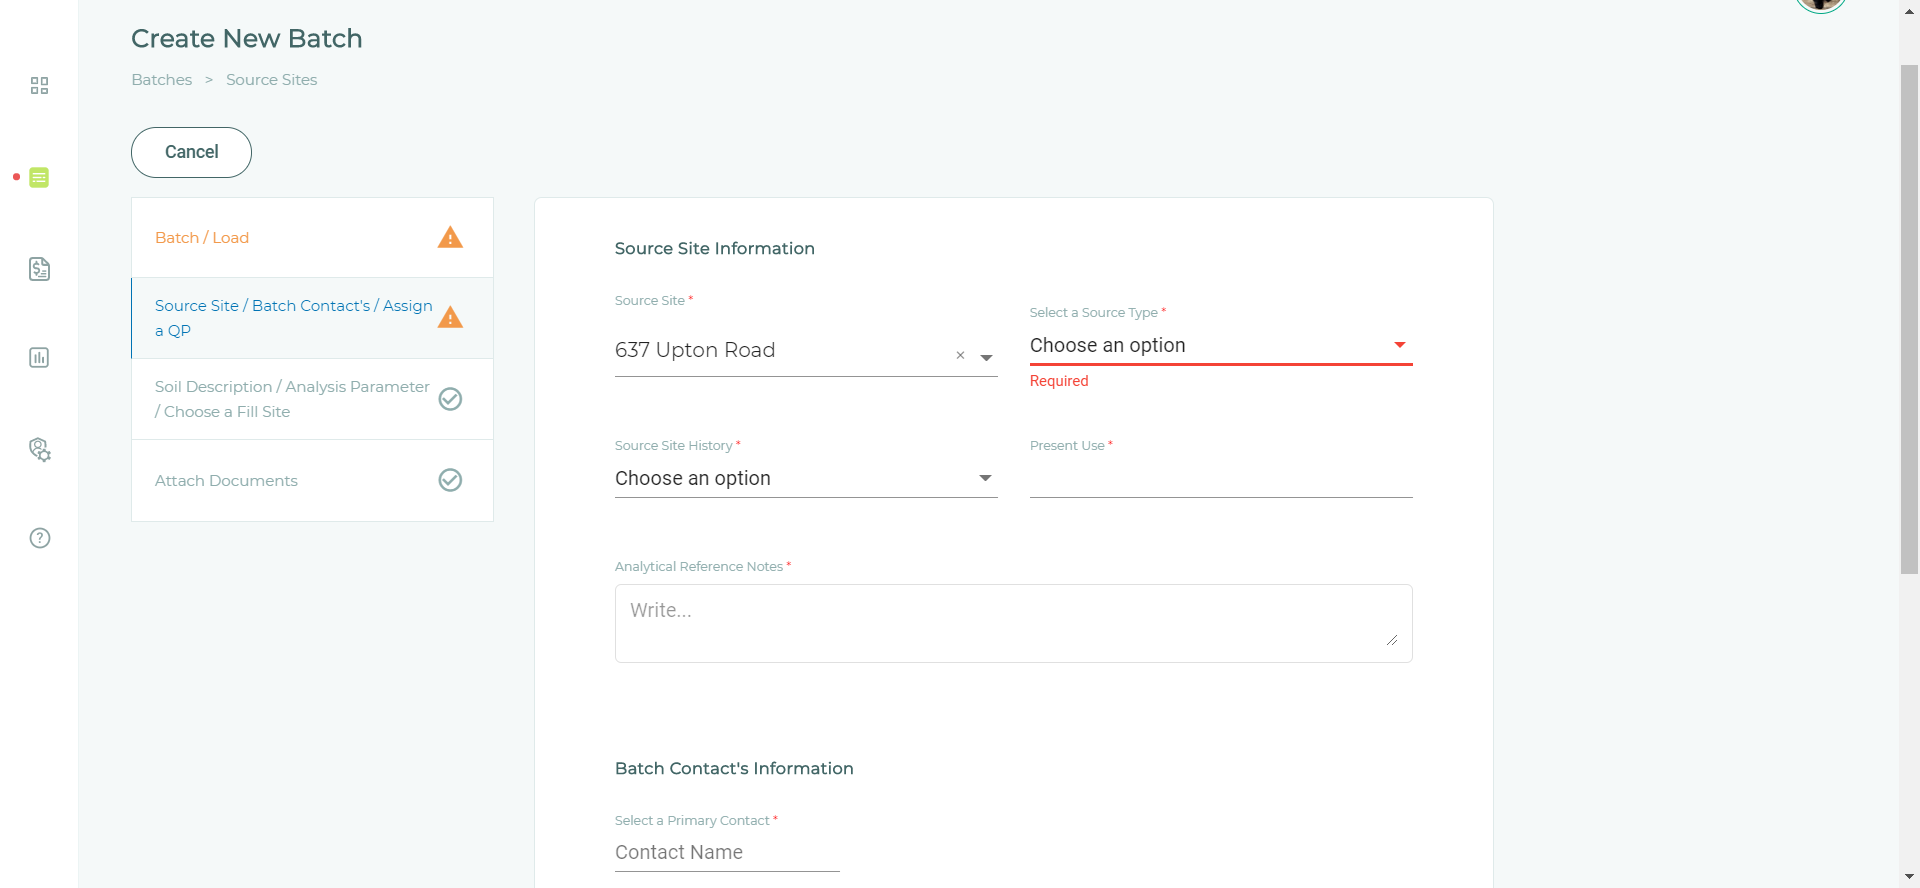 Create New Batch
Batches > Source Sites
Cancel
Batch / Load
Source Site / Batch Contact's / Assign
a QP
Soil Description / Analysis Parameter
/ Choose a Fill Site
Attach Documents
Source Site Information
Source Site *
637 Upton Road
×
Select a Source Type *
Choose an option
Required
Source Site History *
Choose an option
Present Use *
Analytical Reference Notes *
Write...
Batch Contact's Information
Select a Primary Contact *
Contact Name